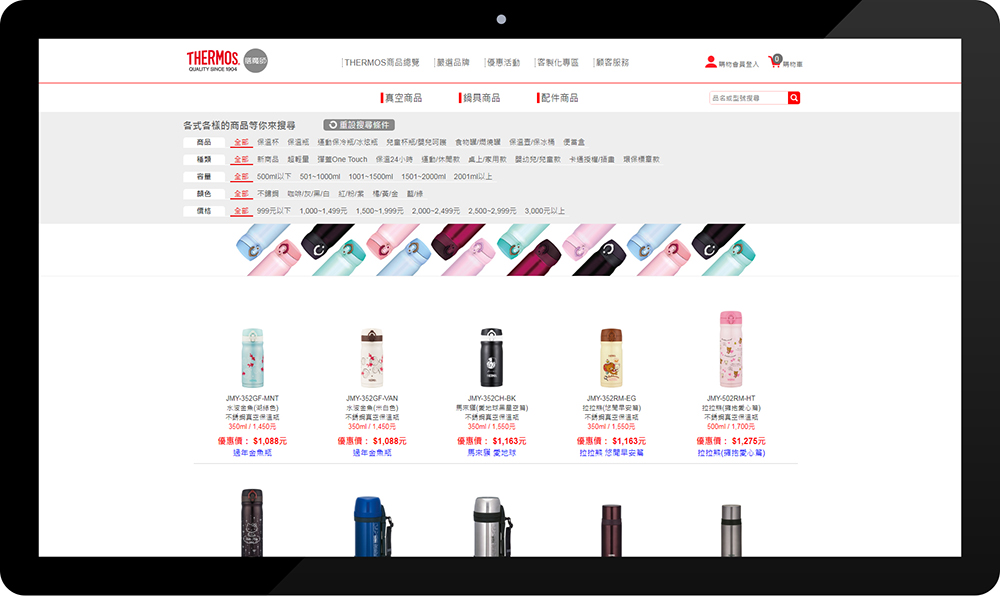 THERMOS.
QUALITY SINCE 1904
膳魔師
THERMOS商品總覽
嚴選品牌
優惠活動
客製化專區
顧客服務
購物會員登入
0
購物車
真空商品
鍋具商品
配件商品
品名或型號搜尋
各式各樣的商品等你來搜尋
重設搜尋條件
商品 全部 保溫杯 保溫瓶 運動保冷瓶/冰炫瓶 兒童杯瓶/嬰兒呵護 食物罐/燜燒罐 保溫壺/保冰桶 便當盒
種類 全部 新商品 超輕量 彈蓋One Touch 保溫24小時 運動/休閒款 桌上/家用款 嬰幼兒/兒童款 卡通授權/插畫 環保標章款
容量 全部 500ml以下 501~1000ml 1001~1500ml 1501~2000ml 2001ml以上
顏色 全部 不鏽鋼 咖啡/灰/黑/白 紅/粉/紫 橘/黃/金 藍/綠
價格 全部 999元以下 1,000~1,499元 1,500~1,999元 2,000~2,499元 2,500~2,999元 3,000元以上
JMY-352GF-MNT
水漾金魚(湖綠色)
不銹鋼真空保溫瓶
350ml / 1,450元
優惠價： $1,088元
過年金魚瓶
JMY-352GF-VAN
水漾金魚(米白色)
不銹鋼真空保溫瓶
350ml / 1,450元
優惠價： $1,088元
過年金魚瓶
JMY-352CH-BK
馬來貘(愛地球黑星空篇)
不銹鋼真空保溫瓶
350ml / 1,550元
優惠價： $1,163元
馬來貘 愛地球
JMY-352RM-EG
拉拉熊(悠閒早安篇)
不銹鋼真空保溫瓶
350ml / 1,550元
優惠價： $1,163元
拉拉熊 悠閒早安篇
JMY-502RM-HT
拉拉熊(擁抱愛心篇)
不銹鋼真空保溫瓶
500ml / 1,700元
優惠價： $1,275元
拉拉熊(擁抱愛心篇)